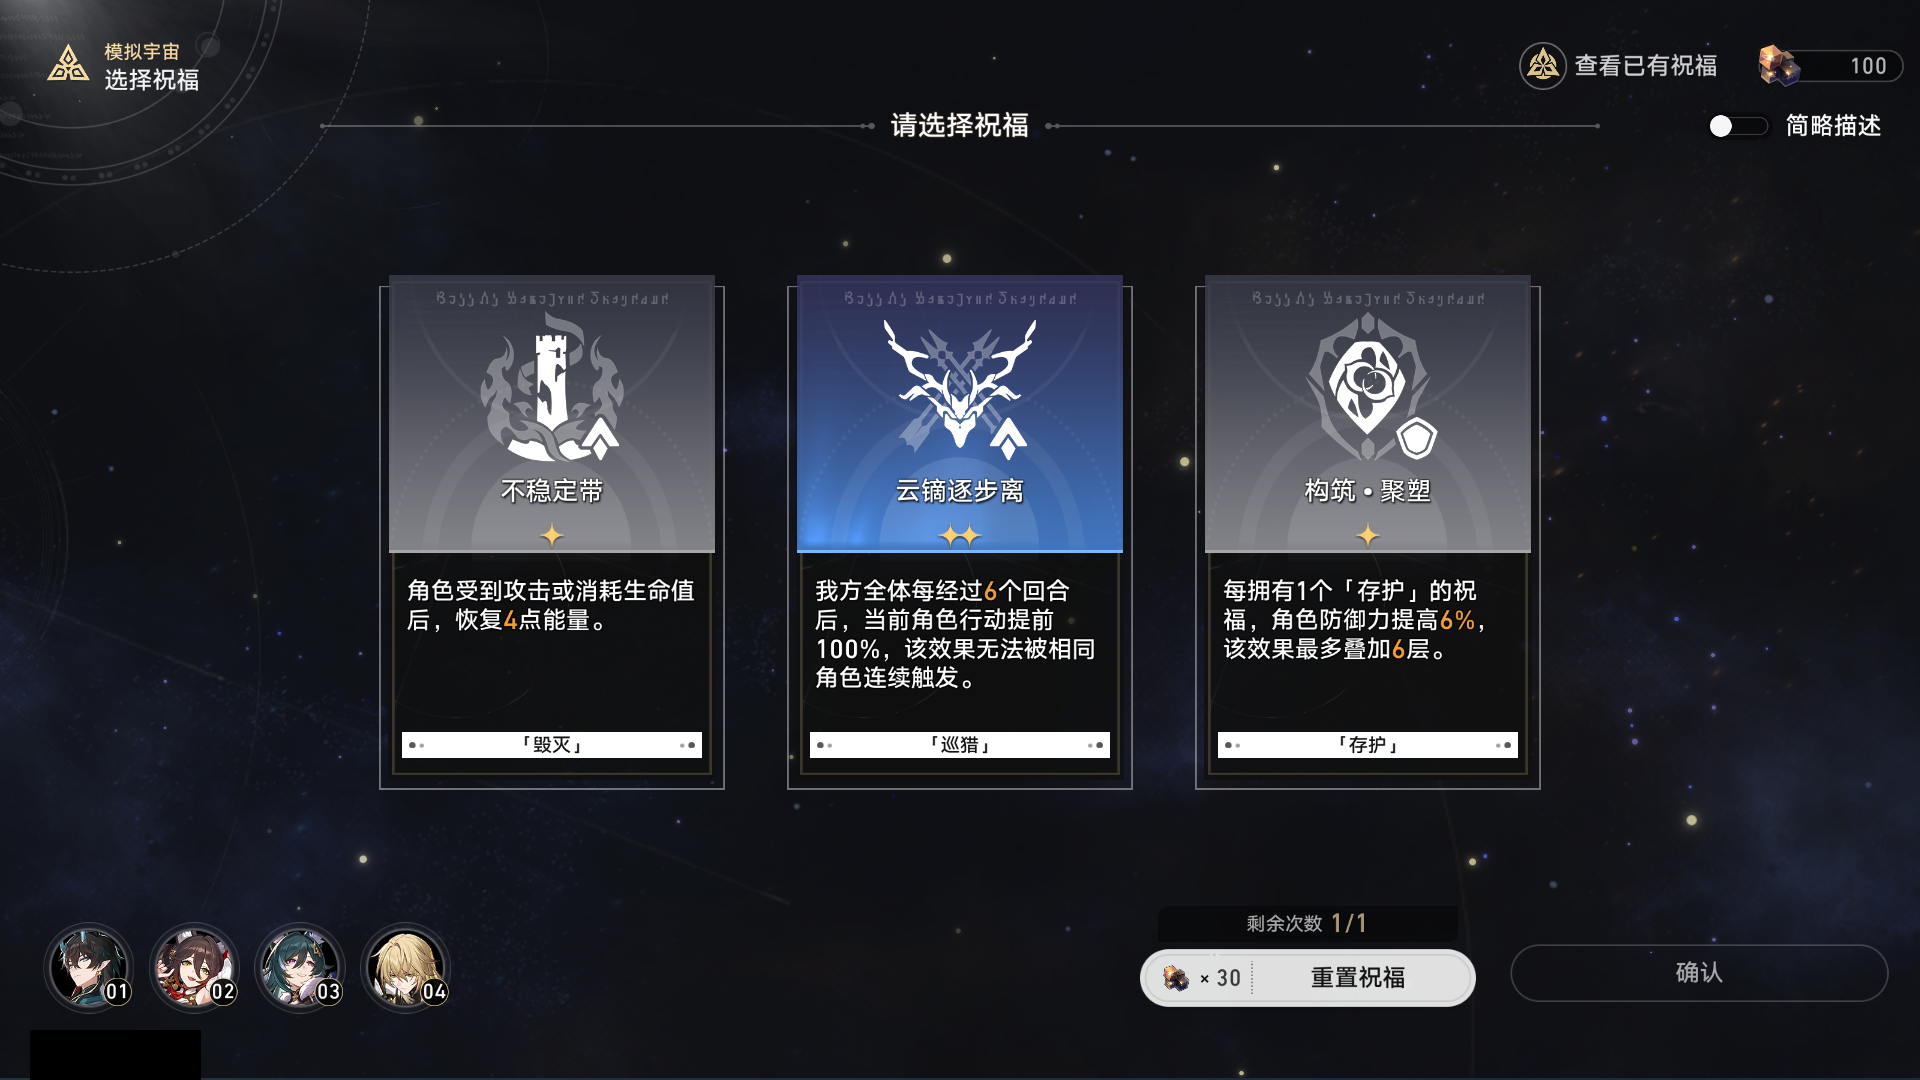 模拟宇宙
选择祝福
查看已有祝福
100
请选择祝福
简略描述
不稳定带
角色受到攻击或消耗生命值
后，恢复4点能量。
「毁灭」
云镝逐步离
我方全体每经过6个回合
后，当前角色行动提前
100%，该效果无法被相同
角色连续触发。
「巡猎」
构筑•聚塑
每拥有1个「存护」的祝
福，角色防御力提高6%，
该效果最多叠加6层。
「存护」
01
02
03
04
剩余次数 1/1
× 30
重置祝福
确认